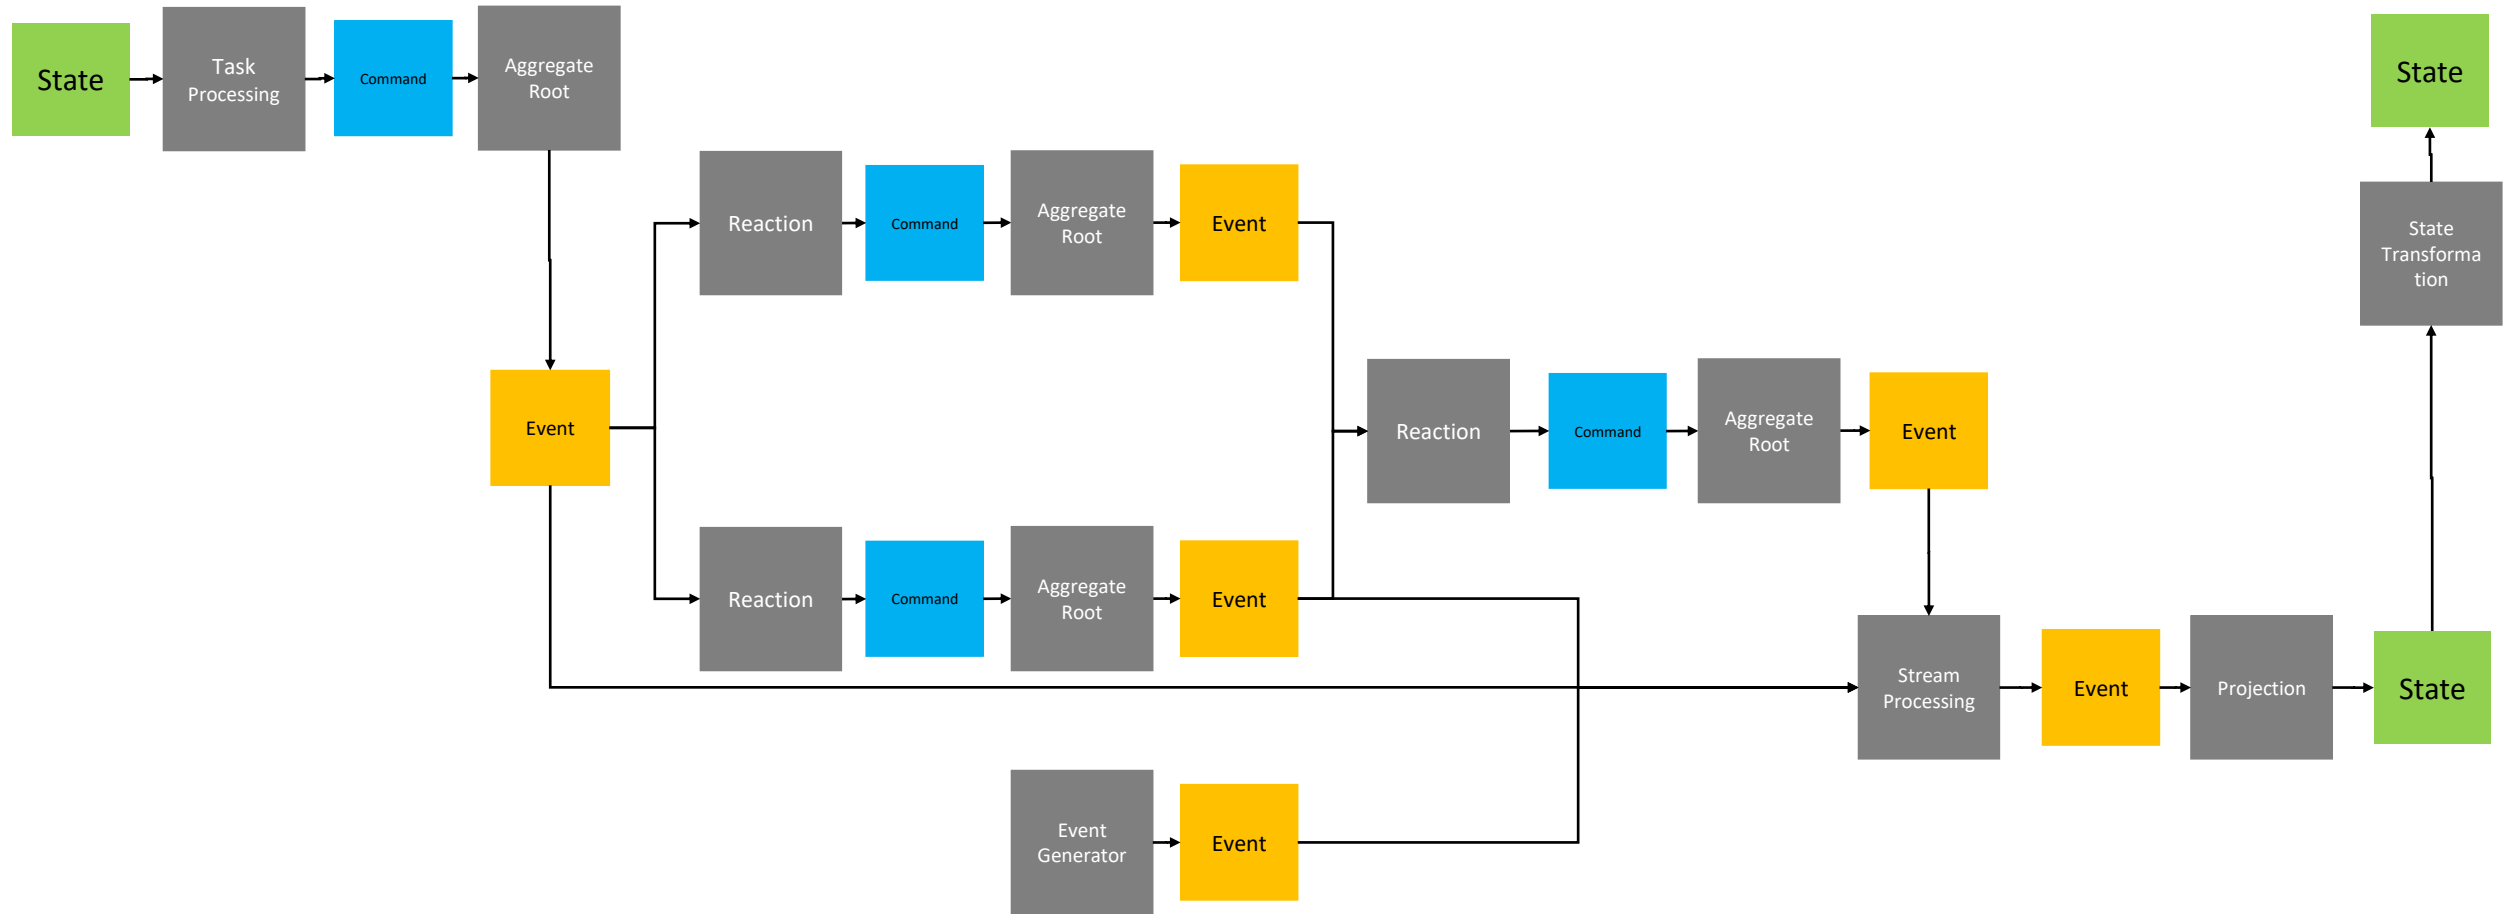 State
Task
Processing
Command
Aggregate
Root
State
Reaction
Command
Aggregate
Root
Event
State
Transforma
tion
Event
Reaction
Command
Aggregate
Root
Event
Reaction
Command
Aggregate
Root
Event
Stream
Processing
Event
Projection
State
Event
Generator
Event